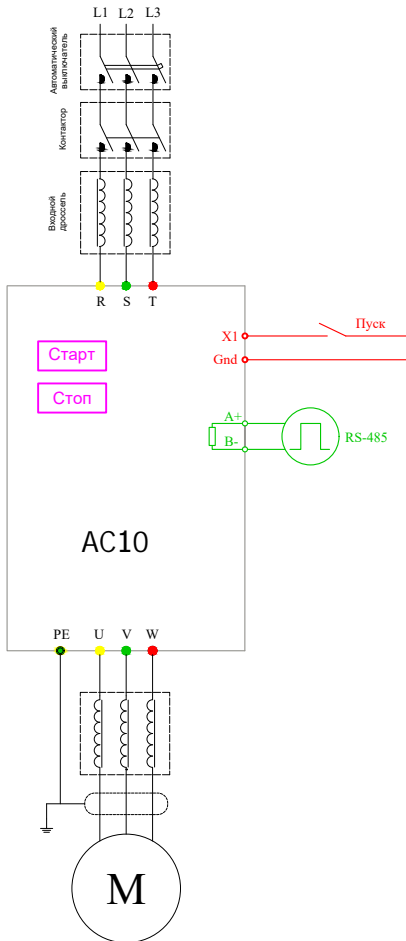 L1 L2 L3
Автоматический
выключатель
Контактор
Входной
дроссель
R S T
X1
Пуск
Gnd
Старт
Стоп
A+
B-
RS-485
AC10
PE U V W
M